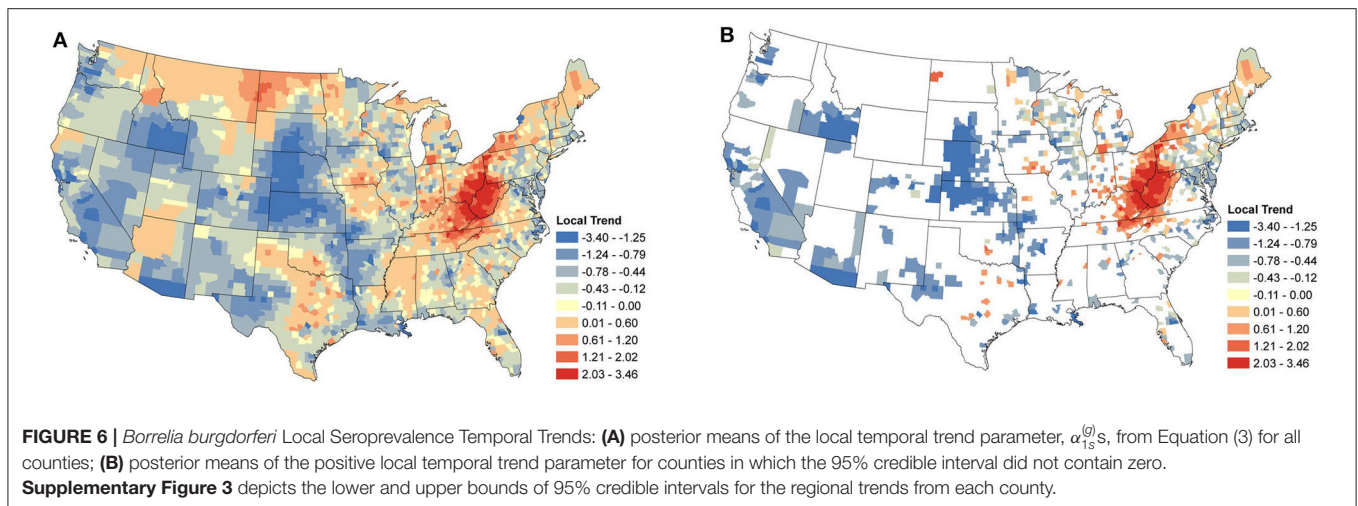 A
Local Trend
-3.40 - -1.25
-1.24 - -0.79
-0.78 - -0.44
-0.43 - -0.12
-0.11 - 0.00
0.01 - 0.60
0.61 - 1.20
1.21 - 2.02
2.03 - 3.46
B
Local Trend
-3.40 - -1.25
-1.24 - -0.79
-0.78 - -0.44
-0.43 - -0.12
-0.11 - 0.00
0.01 - 0.60
0.61 - 1.20
1.21 - 2.02
2.03 - 3.46
FIGURE 6 | Borrelia burgdorferi Local Seroprevalence Temporal Trends: (A) posterior means of the local temporal trend parameter, α_{1s}^{(g)}s, from Equation (3) for all
counties; (B) posterior means of the positive local temporal trend parameter for counties in which the 95% credible interval did not contain zero.
Supplementary Figure 3 depicts the lower and upper bounds of 95% credible intervals for the regional trends from each county.